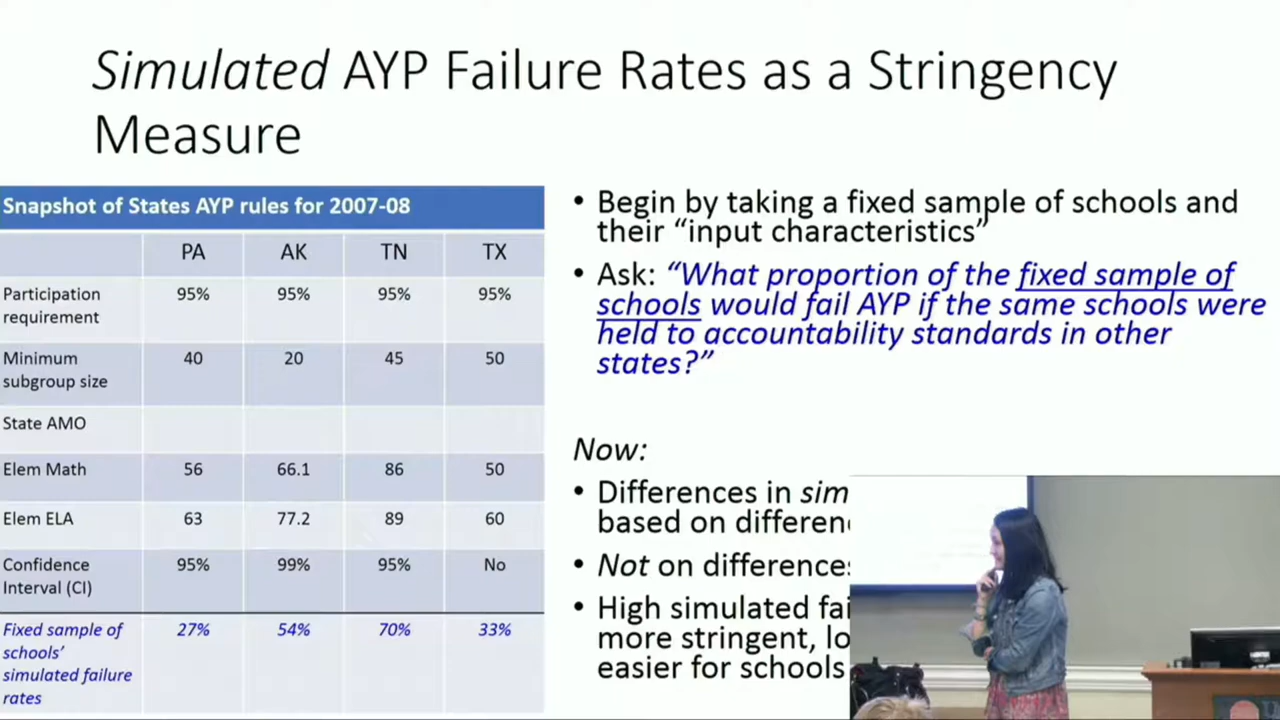 Simulated AYP Failure Rates as a Stringency
Measure
Snapshot of States AYP rules for 2007-08
PA AK TN TX
Participation
requirement
95% 95% 95% 95%
Minimum
subgroup size
40 20 45 50
State AMO
Elem Math 56 66.1 86 50
Elem ELA 63 77.2 89 60
Confidence
Interval (CI)
95% 99% 95% No
Fixed sample of
schools’
simulated failure
rates
27% 54% 70% 33%
• Begin by taking a fixed sample of schools and
their “input characteristics”
• Ask: “What proportion of the fixed sample of
schools would fail AYP if the same schools were
held to accountability standards in other
states?”
Now:
• Differences in sim
based on differen
• Not on differences
• High simulated fai
more stringent, lo
easier for schools